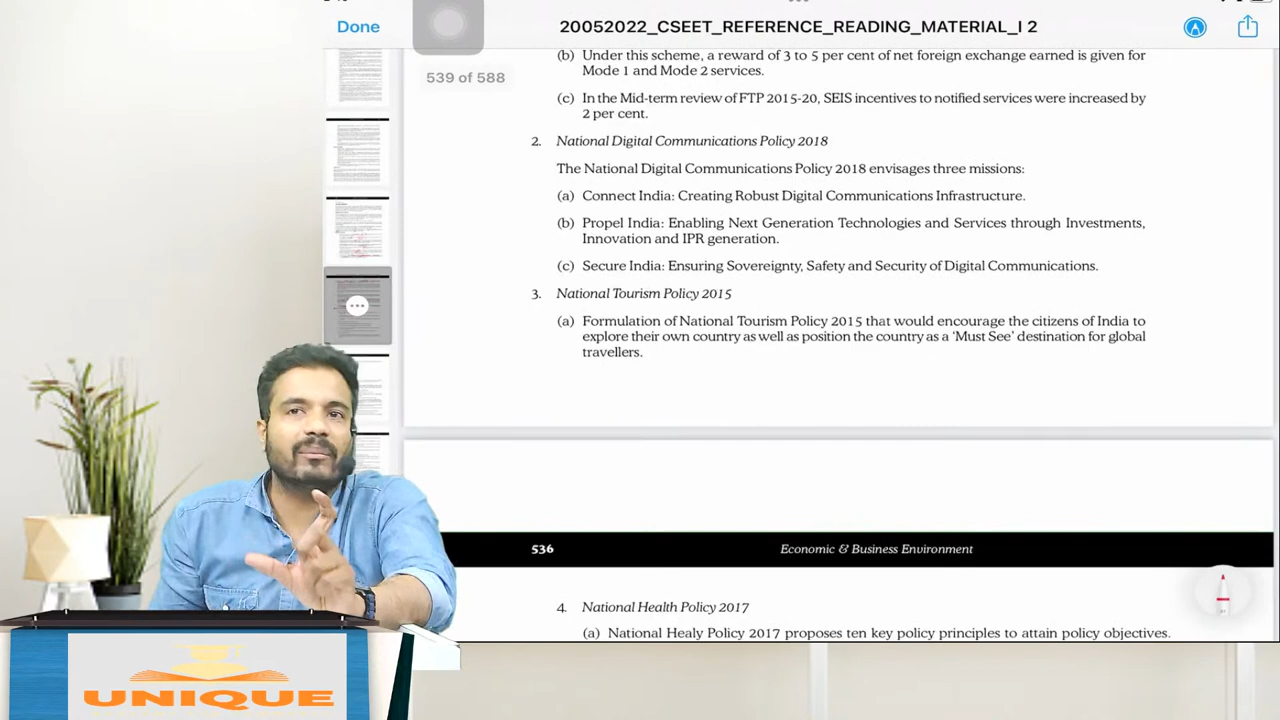 Done
20052022_CSEET_REFERENCE_READING_MATERIAL_I 2
539 of 588
(b) Under this scheme, a reward of 3 or 5 per cent of net foreign exchange earned is given for
Mode 1 and Mode 2 services.
(c) In the Mid-term review of FTP 2015-20, SEIS incentives to notified services were increased by
2 per cent.
2. National Digital Communications Policy 2018
The National Digital Communications Policy 2018 envisages three missions:
(a) Connect India: Creating Robust Digital Communications Infrastructure.
(b) Propel India: Enabling Next Generation Technologies and Services through Investments,
Innovation and IPR generation.
(c) Secure India: Ensuring Sovereignty, Safety and Security of Digital Communications.
3. National Tourism Policy 2015
(a) Formulation of National Tourism Policy 2015 that would encourage the citizens of India to
explore their own country as well as position the country as a ‘Must See’ destination for global
travellers.
536
Economic & Business Environment
4. National Health Policy 2017
(a) National Healy Policy 2017 proposes ten key policy principles to attain policy objectives.
UNIQUE